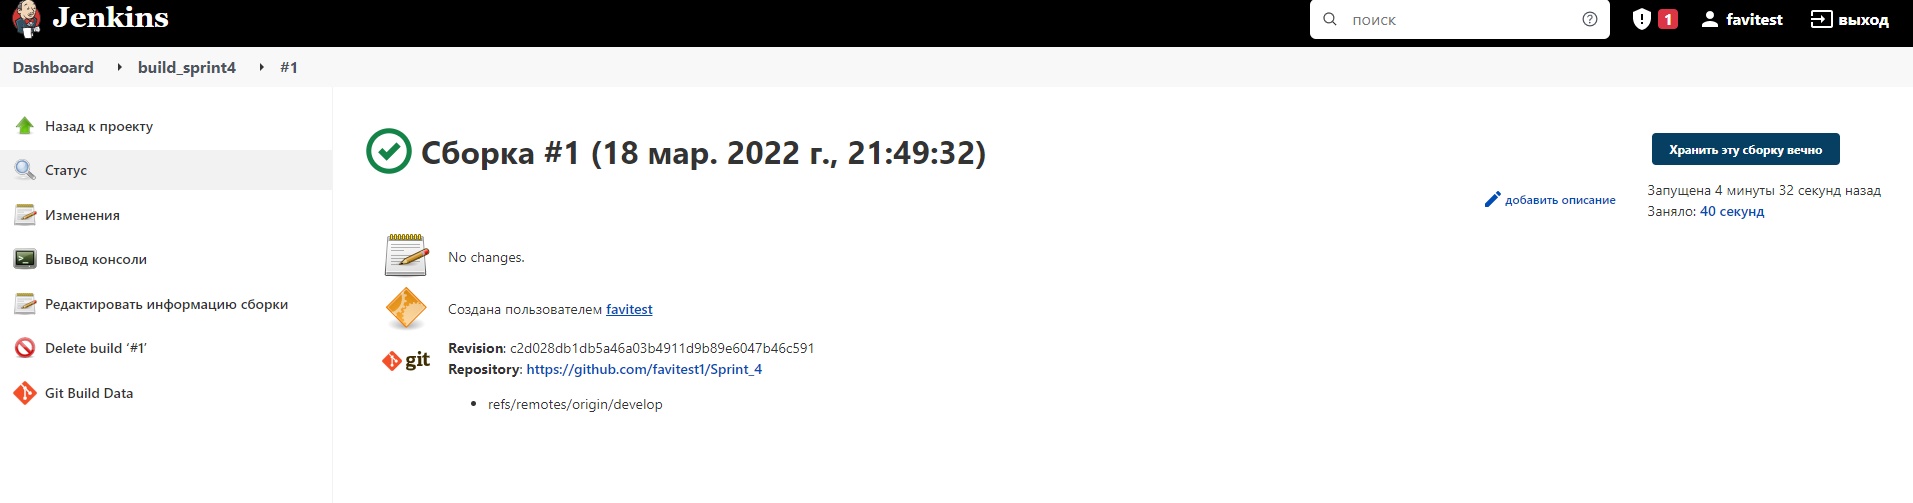 Jenkins
поиск
1
favitest
выход
Dashboard
build_sprint4
#1
Назад к проекту
Статус
Изменения
Вывод консоли
Редактировать информацию сборки
Delete build ‘#1’
Git Build Data
Сборка #1 (18 мар. 2022 г., 21:49:32)
Хранить эту сборку вечно
добавить описание
Запущена 4 минуты 32 секунд назад
Заняло: 40 секунд
No changes.
Создана пользователем favitest
git
Revision: c2d028db1db5a46a03b4911d9b89e6047b46c591
Repository: https://github.com/favitest1/Sprint_4
refs/remotes/origin/develop